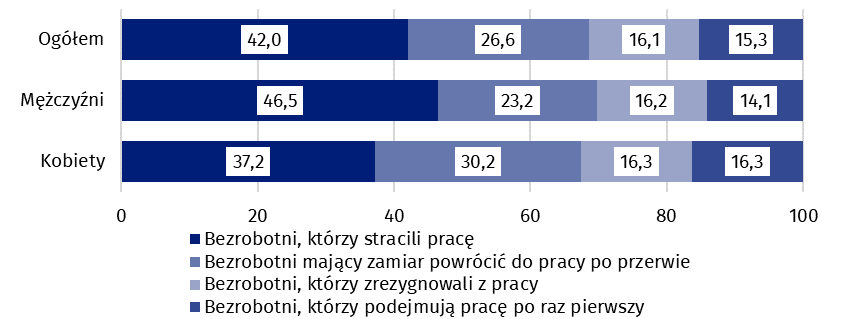 Ogółem 42,0 26,6 16,1 15,3
Mężczyźni 46,5 23,2 16,2 14,1
Kobiety 37,2 30,2 16,3 16,3
0 20 40 60 80 100
Bezrobotni, którzy stracili pracę
Bezrobotni mający zamiar powrócić do pracy po przerwie
Bezrobotni, którzy zrezygnowali z pracy
Bezrobotni, którzy podejmują pracę po raz pierwszy